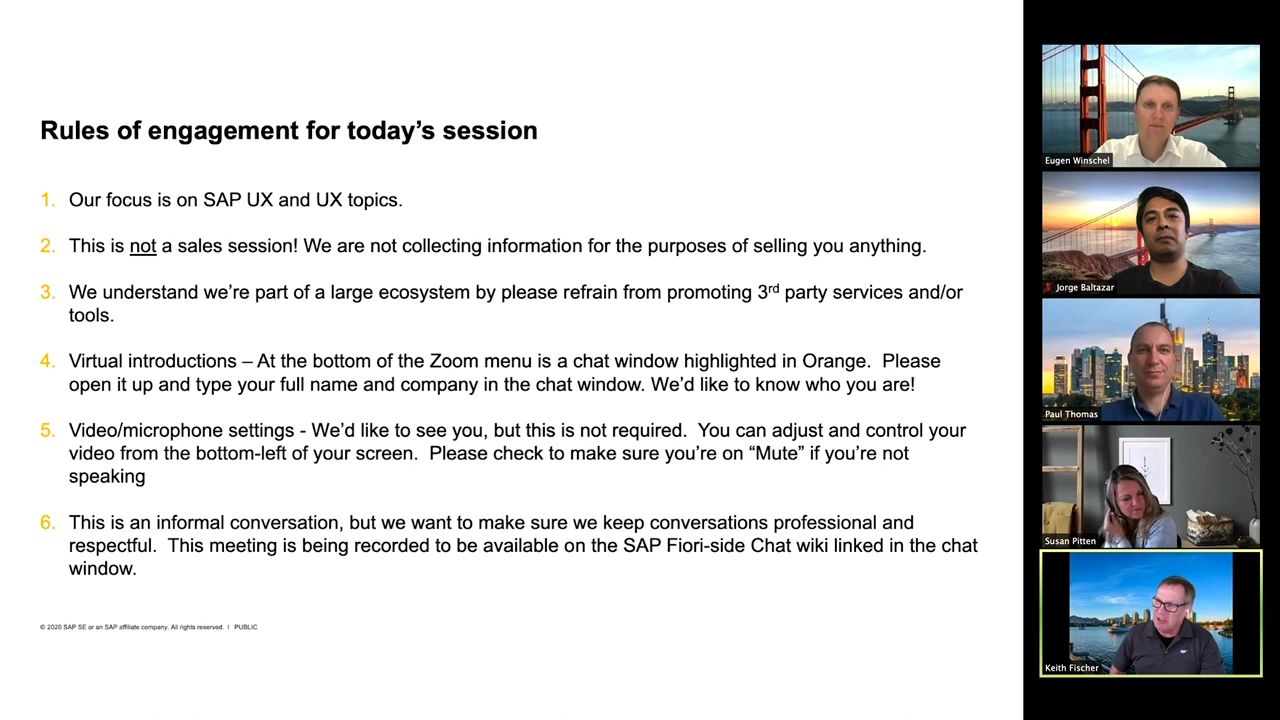 Rules of engagement for today's session
1. Our focus is on SAP UX and UX topics.
2. This is not a sales session! We are not collecting information for the purposes of selling you anything.
3. We understand we're part of a large ecosystem by please refrain from promoting 3rd party services and/or
tools.
4. Virtual introductions – At the bottom of the Zoom menu is a chat window highlighted in Orange.  Please
open it up and type your full name and company in the chat window. We'd like to know who you are!
5. Video/microphone settings - We'd like to see you, but this is not required.  You can adjust and control your
video from the bottom-left of your screen.  Please check to make sure you're on “Mute” if you're not
speaking
6. This is an informal conversation, but we want to make sure we keep conversations professional and
respectful.  This meeting is being recorded to be available on the SAP Fiori-side Chat wiki linked in the chat
window.
© 2020 SAP SE or an SAP affiliate company. All rights reserved. | PUBLIC
Eugen Winschel
Jorge Baltazar
Paul Thomas
Susan Pitten
Keith Fischer